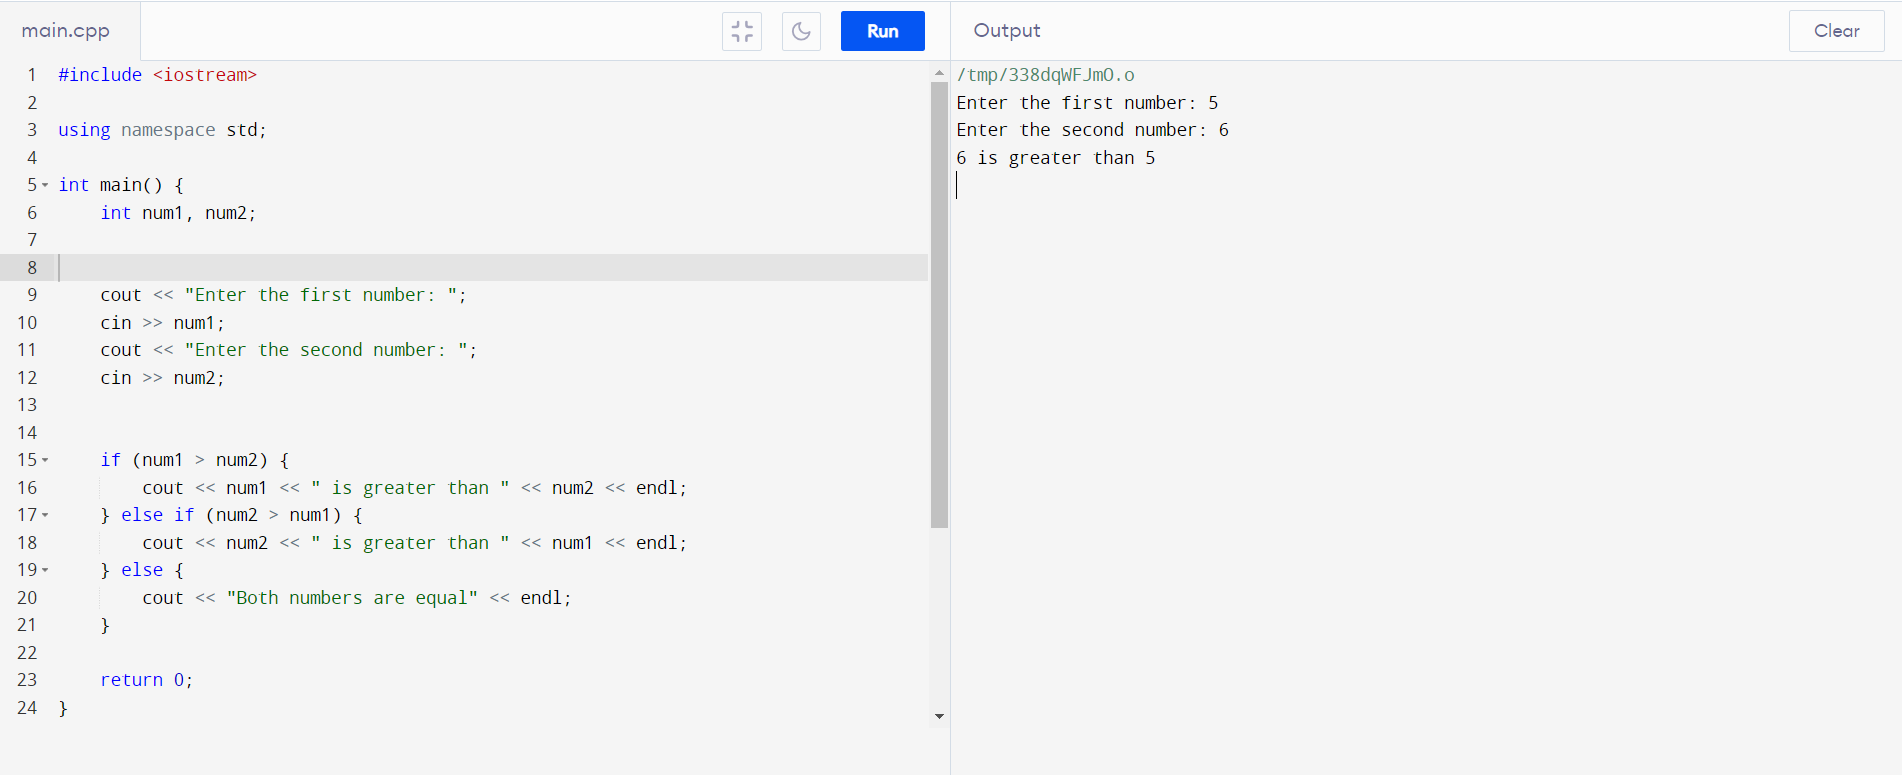 main.cpp
Run
1 #include <iostream>
2
3 using namespace std;
4
5 int main() {
6     int num1, num2;
7
8
9     cout << "Enter the first number: ";
10     cin >> num1;
11     cout << "Enter the second number: ";
12     cin >> num2;
13
14
15     if (num1 > num2) {
16         cout << num1 << " is greater than " << num2 << endl;
17     } else if (num2 > num1) {
18         cout << num2 << " is greater than " << num1 << endl;
19     } else {
20         cout << "Both numbers are equal" << endl;
21     }
22
23     return 0;
24 }
Output
Clear
/tmp/338dqWFJmO.o
Enter the first number: 5
Enter the second number: 6
6 is greater than 5